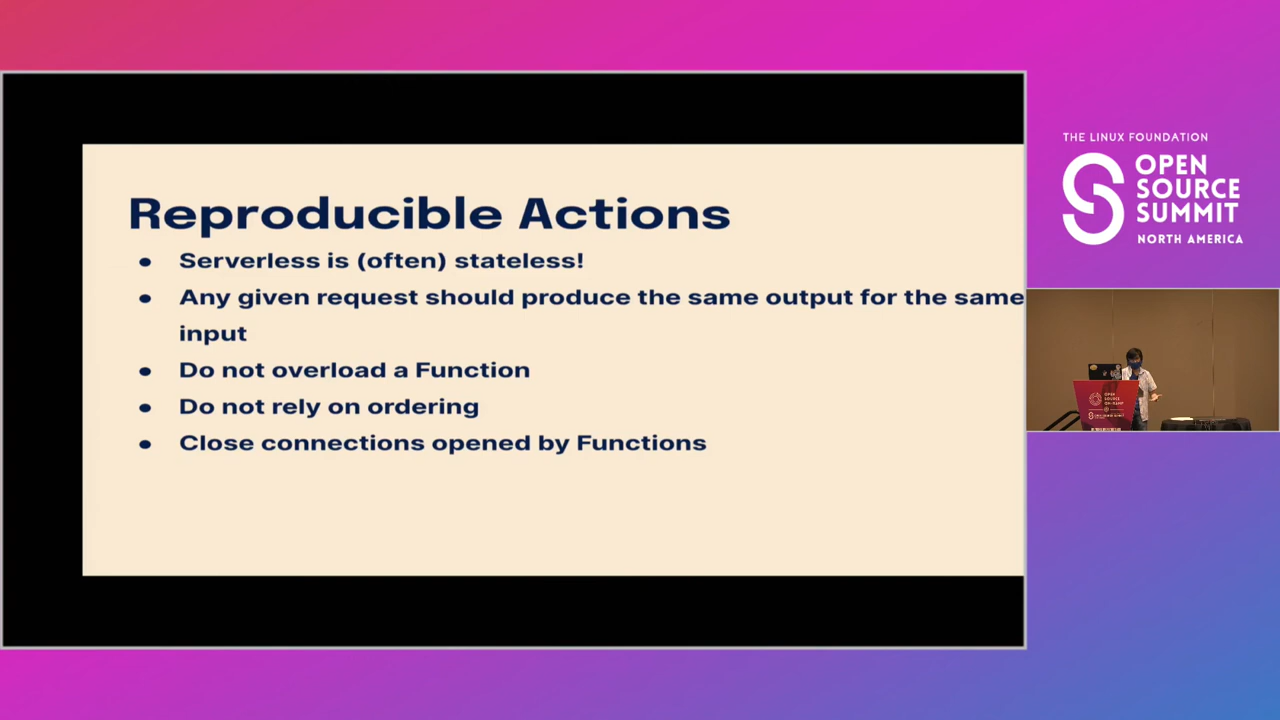 Reproducible Actions
● Serverless is (often) stateless!
● Any given request should produce the same output for the same
input
● Do not overload a Function
● Do not rely on ordering
● Close connections opened by Functions
THE LINUX FOUNDATION
OPEN
SOURCE
SUMMIT
NORTH AMERICA
OPEN
SOURCE